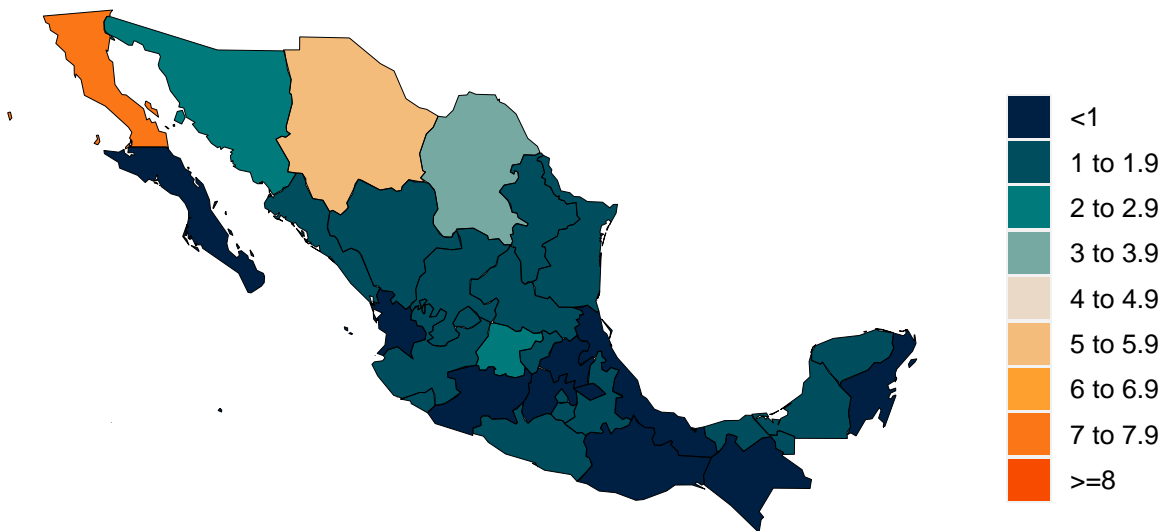 <1
1 to 1.9
2 to 2.9
3 to 3.9
4 to 4.9
5 to 5.9
6 to 6.9
7 to 7.9
>=8